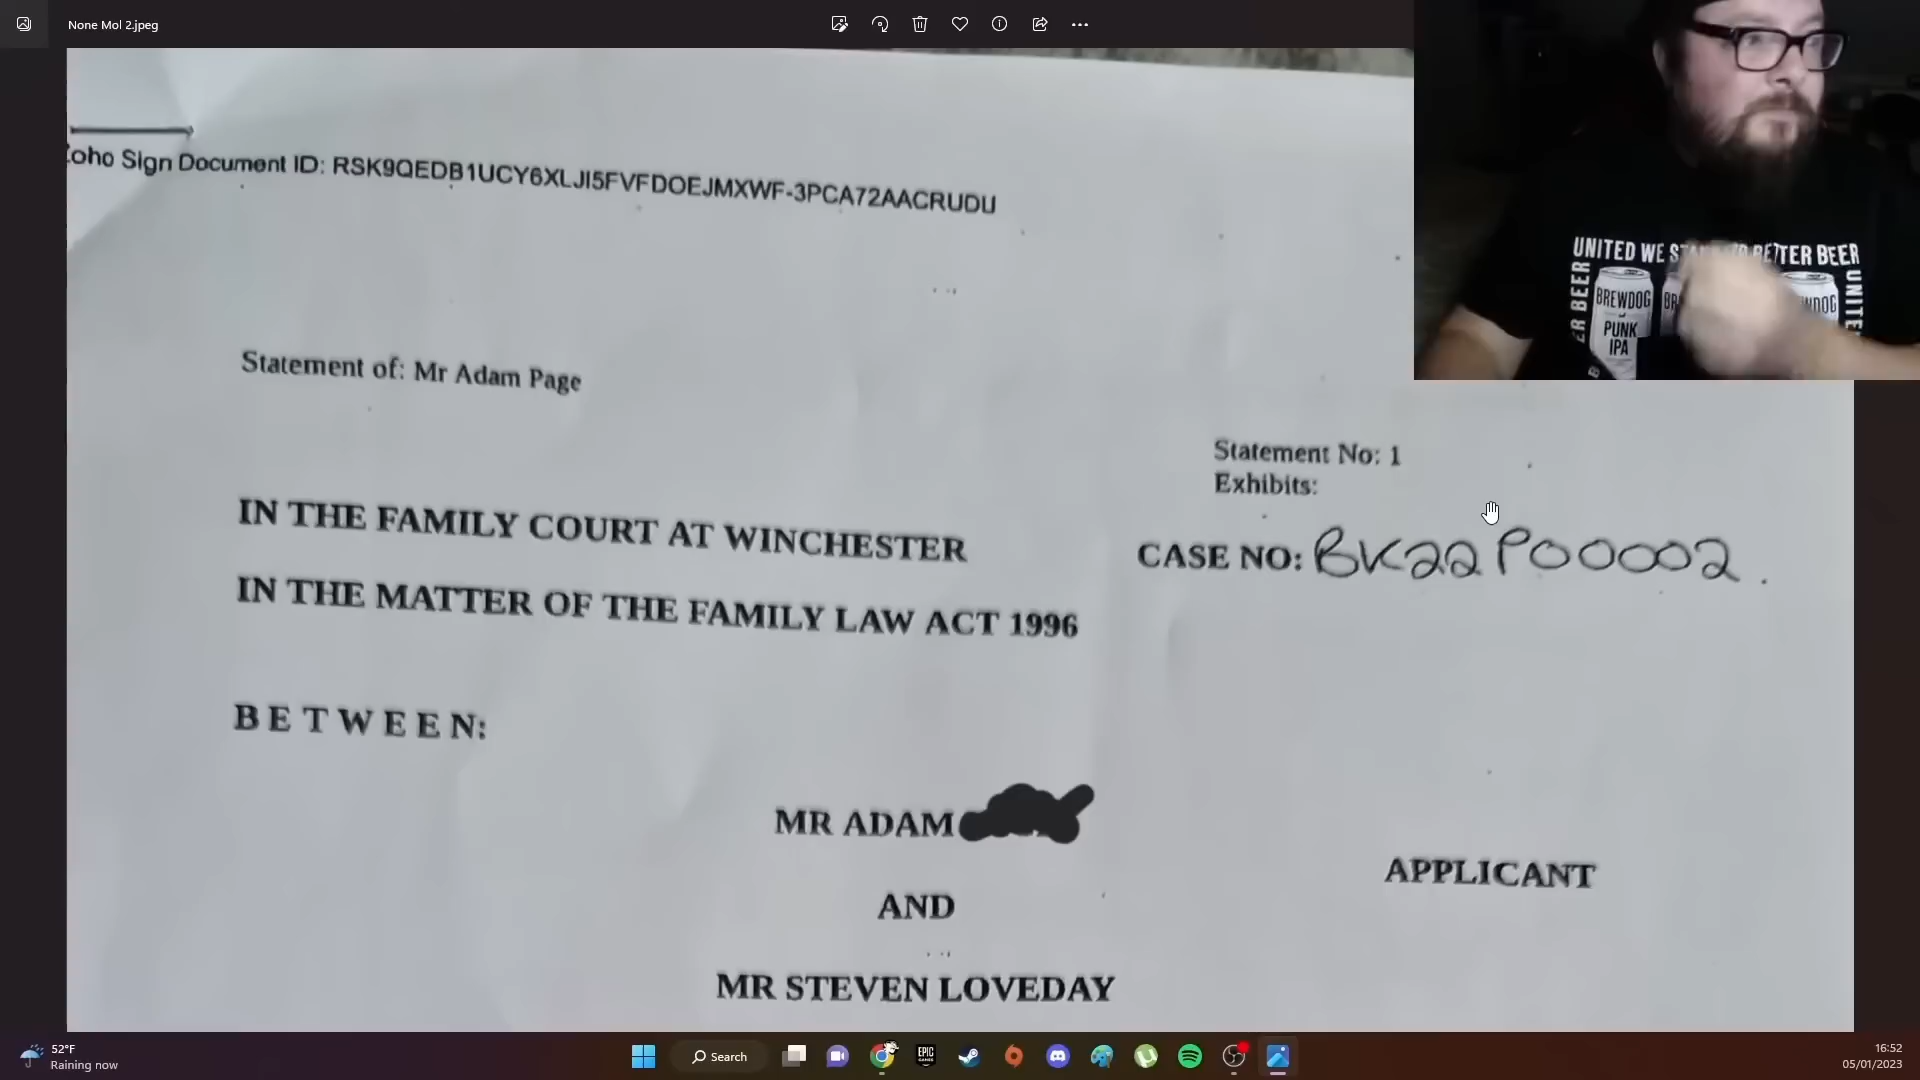 None Mol 2.jpeg
Sign Document ID: RSK9QEDB1UCY6XLJI5FVFDOEJMXWF-3PCA72AACRUDU
Statement of: Mr Adam Page
Statement No: 1
Exhibits:
IN THE FAMILY COURT AT WINCHESTER
CASE NO: BK22P00002.
IN THE MATTER OF THE FAMILY LAW ACT 1996
BETWEEN:
MR ADAM
APPLICANT
AND
MR STEVEN LOVEDAY
UNITED WE BETTER BEER
BEER
BREWDOG
PUNK
IPA
52°F
Raining now
Search
EPIC
GAMES
16:52
05/01/2023